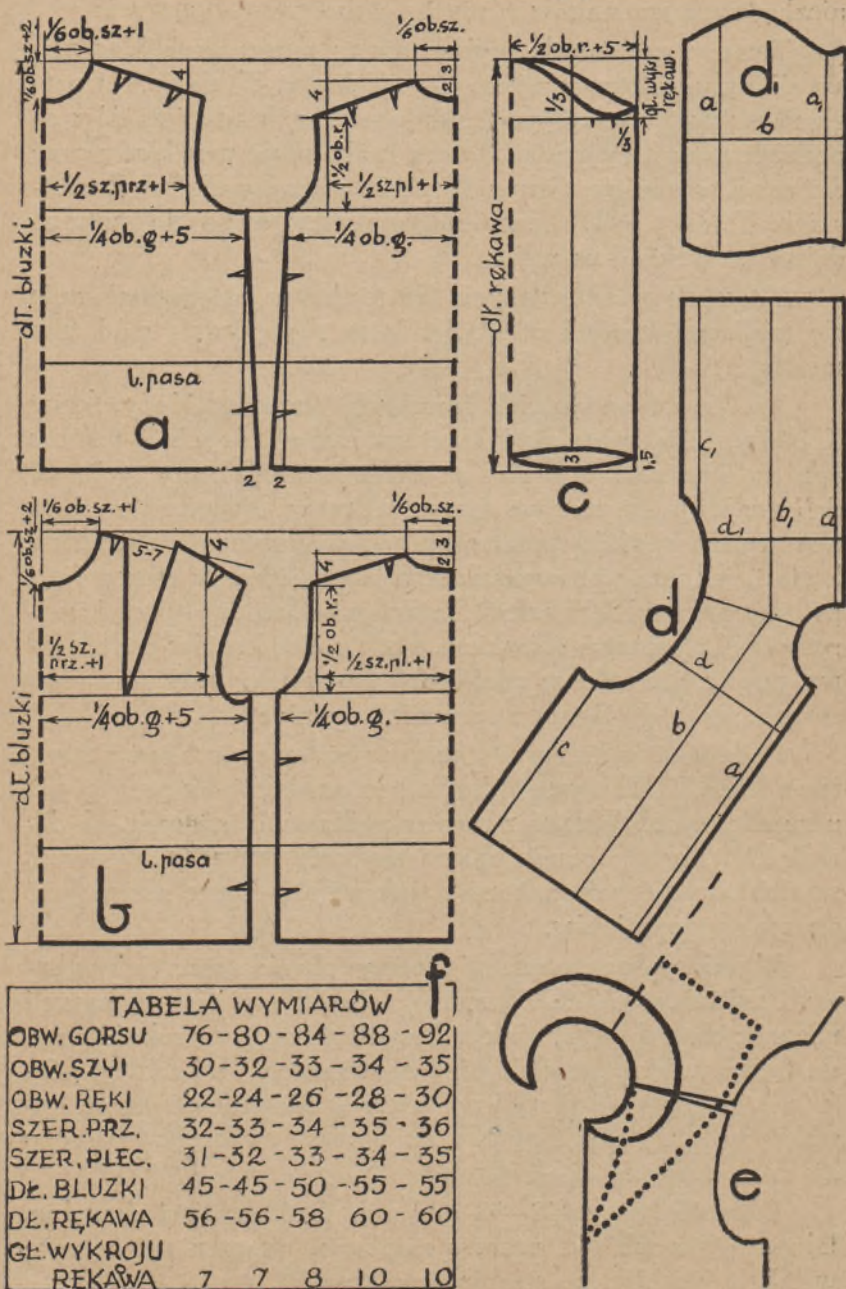 1/6 ob.sz+1
1/6 ob.sz.
1/6 ob.sz+2
4
4
2 3
1/2 ob.r.
1/2 sz.prz+1
1/2 szpl+1
1/4 ob.g+5
1/4 ob.g.
dł. bluzki
l.pasa
a
2 2
1/2 ob.r.+5
1/3
1/3
gł. wykr.
rękaw.
dł. rękawa
3
1.5
c
d.
a
a,
b
c,
b,
a
d,
d
d
b
c
a
1/6 ob.sz.+1
1/6 ob.sz.
1/6 ob.sz+2
5-7
4
4
2 3
1/2 ob.r.
1/2 sz.
prz.+1
1/2 sz.pl.+1
1/4 ob.g+5
1/4 ob.g.
dł.bluzki
l.pasa
b
f
TABELA WYMIARÓW
OBW. GORSU 76-80-84-88-92
OBW.SZYI 30-32-33-34-35
OBW. RĘKI 22-24-26-28-30
SZER.PRZ. 32-33-34-35-36
SZER.PLEC. 31-32-33-34-35
DŁ.BLUZKI 45-45-50-55-55
DŁ.RĘKAWA 56-56-58 60-60
GŁ.WYKROJU
RĘKAWA 7 7 8 10 10
e